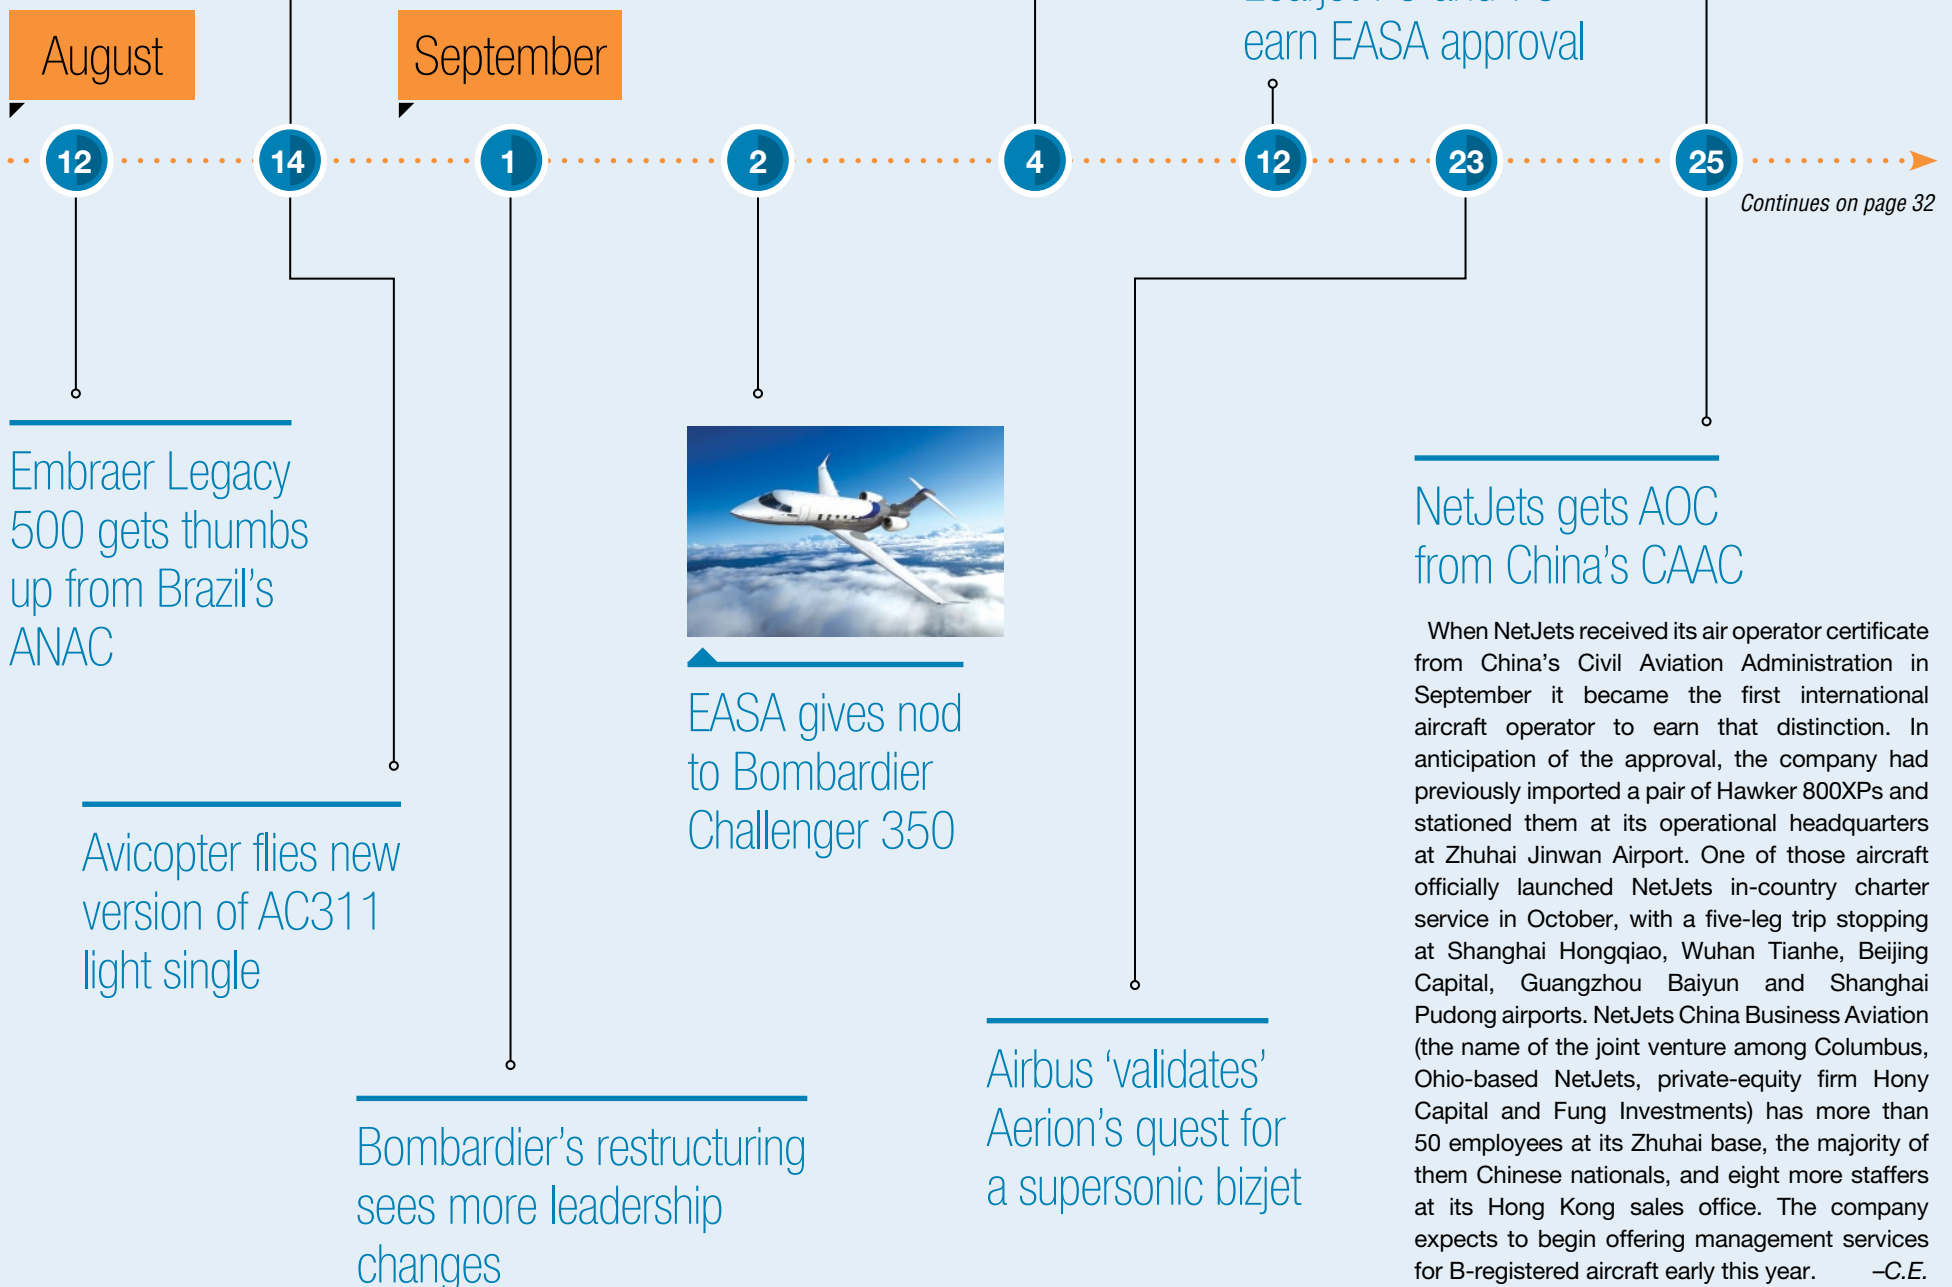 earn EASA approval
August
September
12
14
1
2
4
12
23
25
Continues on page 32
Embraer Legacy
500 gets thumbs
up from Brazil’s
ANAC
Avicopter flies new
version of AC311
light single
Bombardier’s restructuring
sees more leadership
changes
EASA gives nod
to Bombardier
Challenger 350
Airbus ‘validates’
Aerion’s quest for
a supersonic bizjet
NetJets gets AOC
from China’s CAAC
When NetJets received its air operator certificate
from China’s Civil Aviation Administration in
September it became the first international
aircraft operator to earn that distinction. In
anticipation of the approval, the company had
previously imported a pair of Hawker 800XPs and
stationed them at its operational headquarters
at Zhuhai Jinwan Airport. One of those aircraft
officially launched NetJets in-country charter
service in October, with a five-leg trip stopping
at Shanghai Hongqiao, Wuhan Tianhe, Beijing
Capital, Guangzhou Baiyun and Shanghai
Pudong airports. NetJets China Business Aviation
(the name of the joint venture among Columbus,
Ohio-based NetJets, private-equity firm Hony
Capital and Fung Investments) has more than
50 employees at its Zhuhai base, the majority of
them Chinese nationals, and eight more staffers
at its Hong Kong sales office. The company
expects to begin offering management services
for B-registered aircraft early this year. –C.E.